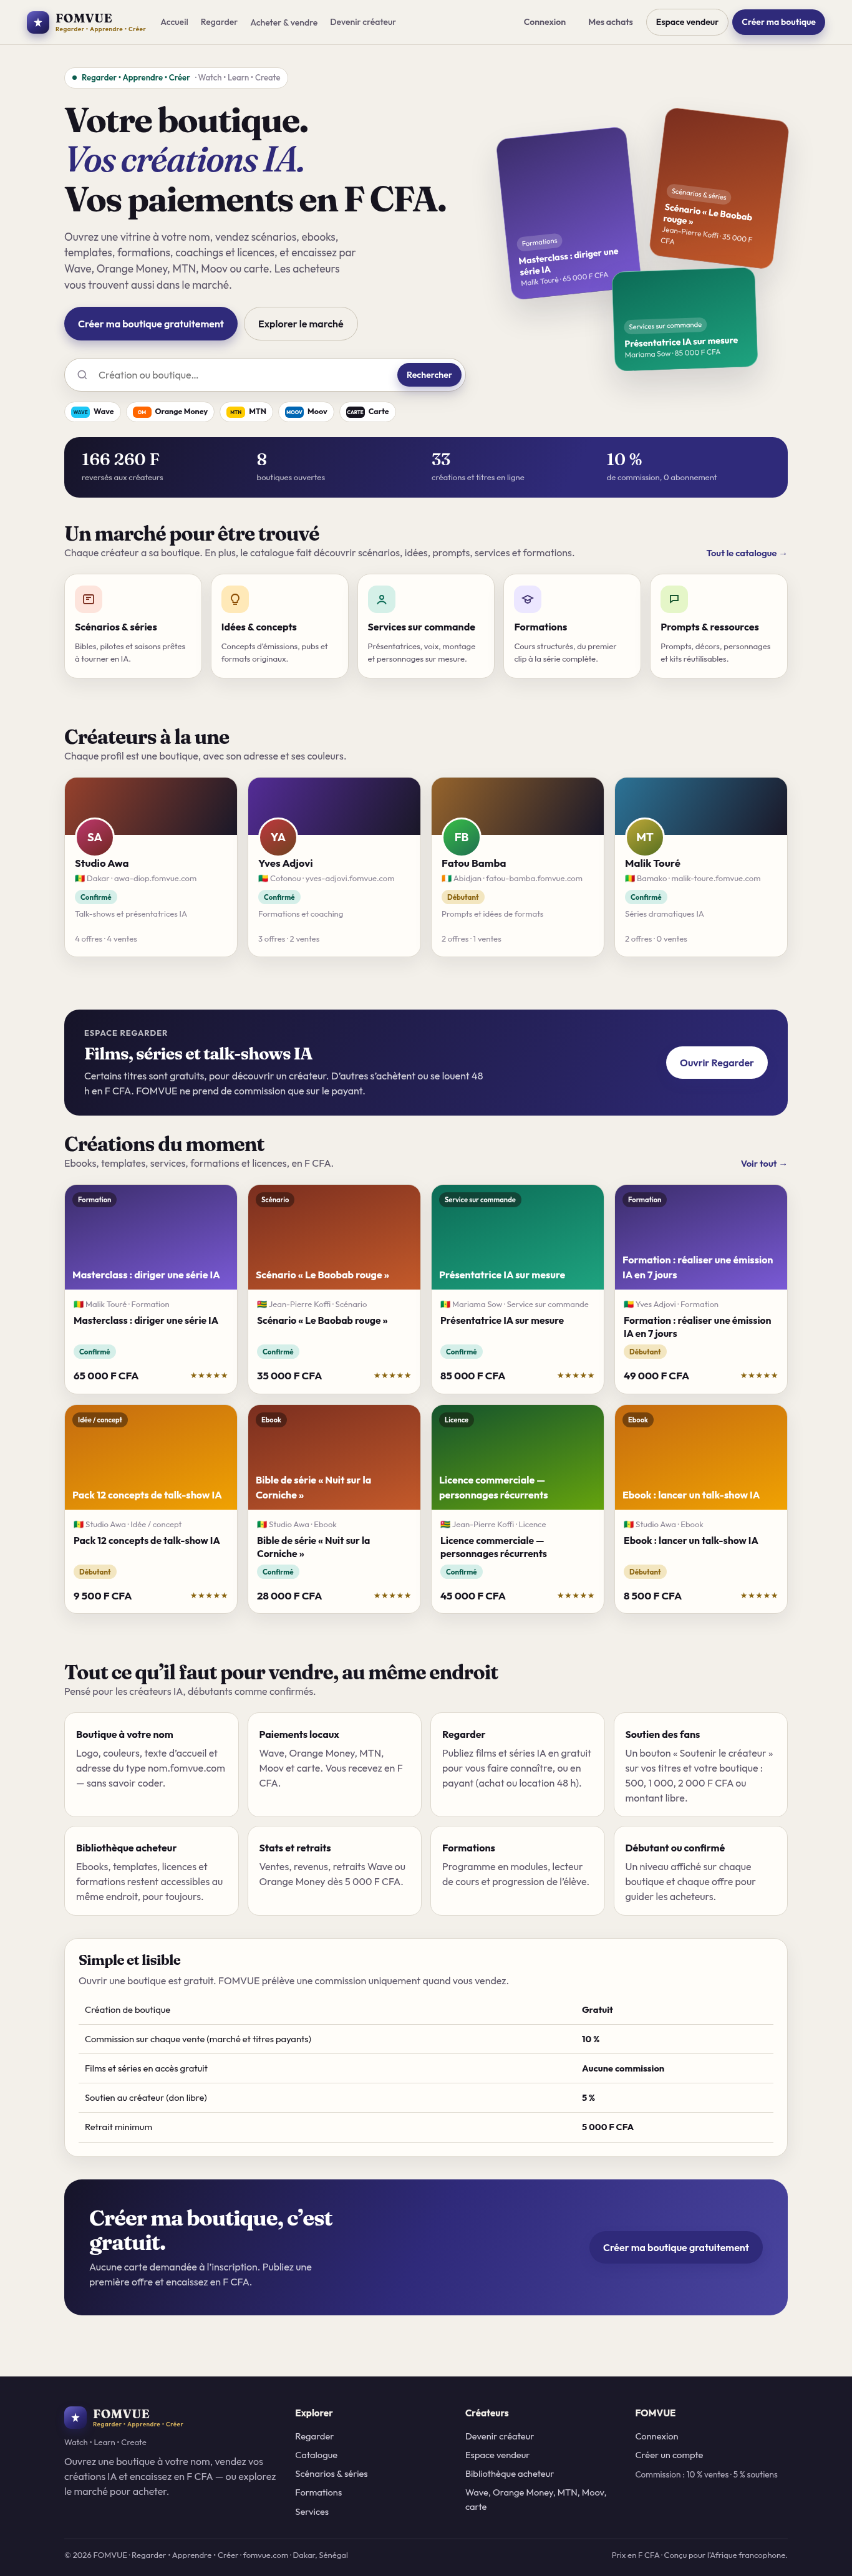 FOMVUE
Regarder • Apprendre • Créer
Accueil
Regarder
Acheter & vendre
Devenir créateur
Connexion
Mes achats
Espace vendeur
Créer ma boutique
Regarder • Apprendre • Créer · Watch • Learn • Create
Votre boutique.
Vos créations IA.
Vos paiements en F CFA.
Ouvrez une vitrine à votre nom, vendez scénarios, ebooks,
templates, formations, coachings et licences, et encaissez par
Wave, Orange Money, MTN, Moov ou carte. Les acheteurs
vous trouvent aussi dans le marché.
Créer ma boutique gratuitement
Explorer le marché
Création ou boutique…
Rechercher
WAVE Wave
OM Orange Money
MTN MTN
MOOV Moov
CARTE Carte
Formations
Masterclass : diriger une
série IA
Malik Touré · 65 000 F CFA
Scénarios & séries
Scénario « Le Baobab
rouge »
Jean-Pierre Koffi · 35 000 F
CFA
Services sur commande
Présentatrice IA sur mesure
Mariama Sow · 85 000 F CFA
166 260 F
reversés aux créateurs
8
boutiques ouvertes
33
créations et titres en ligne
10 %
de commission, 0 abonnement
Un marché pour être trouvé
Chaque créateur a sa boutique. En plus, le catalogue fait découvrir scénarios, idées, prompts, services et formations.
Tout le catalogue →
Scénarios & séries
Bibles, pilotes et saisons prêtes
à tourner en IA.
Idées & concepts
Concepts d’émissions, pubs et
formats originaux.
Services sur commande
Présentatrices, voix, montage
et personnages sur mesure.
Formations
Cours structurés, du premier
clip à la série complète.
Prompts & ressources
Prompts, décors, personnages
et kits réutilisables.
Créateurs à la une
Chaque profil est une boutique, avec son adresse et ses couleurs.
SA
Studio Awa
Dakar · awa-diop.fomvue.com
Confirmé
Talk-shows et présentatrices IA
4 offres · 4 ventes
YA
Yves Adjovi
Cotonou · yves-adjovi.fomvue.com
Confirmé
Formations et coaching
3 offres · 2 ventes
FB
Fatou Bamba
Abidjan · fatou-bamba.fomvue.com
Débutant
Prompts et idées de formats
2 offres · 1 ventes
MT
Malik Touré
Bamako · malik-toure.fomvue.com
Confirmé
Séries dramatiques IA
2 offres · 0 ventes
ESPACE REGARDER
Films, séries et talk-shows IA
Certains titres sont gratuits, pour découvrir un créateur. D’autres s’achètent ou se louent 48
h en F CFA. FOMVUE ne prend de commission que sur le payant.
Ouvrir Regarder
Créations du moment
Ebooks, templates, services, formations et licences, en F CFA.
Voir tout →
Formation
Masterclass : diriger une série IA
Malik Touré · Formation
Masterclass : diriger une série IA
Confirmé
65 000 F CFA
★★★★★
Scénario
Scénario « Le Baobab rouge »
Jean-Pierre Koffi · Scénario
Scénario « Le Baobab rouge »
Confirmé
35 000 F CFA
★★★★★
Service sur commande
Présentatrice IA sur mesure
Mariama Sow · Service sur commande
Présentatrice IA sur mesure
Confirmé
85 000 F CFA
★★★★★
Formation
Formation : réaliser une émission
IA en 7 jours
Yves Adjovi · Formation
Formation : réaliser une émission
IA en 7 jours
Débutant
49 000 F CFA
★★★★★
Idée / concept
Pack 12 concepts de talk-show IA
Studio Awa · Idée / concept
Pack 12 concepts de talk-show IA
Débutant
9 500 F CFA
★★★★★
Ebook
Bible de série « Nuit sur la
Corniche »
Studio Awa · Ebook
Bible de série « Nuit sur la
Corniche »
Confirmé
28 000 F CFA
★★★★★
Licence
Licence commerciale —
personnages récurrents
Jean-Pierre Koffi · Licence
Licence commerciale —
personnages récurrents
Confirmé
45 000 F CFA
★★★★★
Ebook
Ebook : lancer un talk-show IA
Studio Awa · Ebook
Ebook : lancer un talk-show IA
Débutant
8 500 F CFA
★★★★★
Tout ce qu’il faut pour vendre, au même endroit
Pensé pour les créateurs IA, débutants comme confirmés.
Boutique à votre nom
Logo, couleurs, texte d’accueil et
adresse du type nom.fomvue.com
— sans savoir coder.
Paiements locaux
Wave, Orange Money, MTN,
Moov et carte. Vous recevez en F
CFA.
Regarder
Publiez films et séries IA en gratuit
pour vous faire connaître, ou en
payant (achat ou location 48 h).
Soutien des fans
Un bouton « Soutenir le créateur »
sur vos titres et votre boutique :
500, 1 000, 2 000 F CFA ou
montant libre.
Bibliothèque acheteur
Ebooks, templates, licences et
formations restent accessibles au
même endroit, pour toujours.
Stats et retraits
Ventes, revenus, retraits Wave ou
Orange Money dès 5 000 F CFA.
Formations
Programme en modules, lecteur
de cours et progression de l’élève.
Débutant ou confirmé
Un niveau affiché sur chaque
boutique et chaque offre pour
guider les acheteurs.
Simple et lisible
Ouvrir une boutique est gratuit. FOMVUE prélève une commission uniquement quand vous vendez.
Création de boutique
Gratuit
Commission sur chaque vente (marché et titres payants)
10 %
Films et séries en accès gratuit
Aucune commission
Soutien au créateur (don libre)
5 %
Retrait minimum
5 000 F CFA
Créer ma boutique, c’est
gratuit.
Aucune carte demandée à l’inscription. Publiez une
première offre et encaissez en F CFA.
Créer ma boutique gratuitement
FOMVUE
Regarder • Apprendre • Créer
Watch • Learn • Create
Ouvrez une boutique à votre nom, vendez vos
créations IA et encaissez en F CFA — ou explorez
le marché pour acheter.
Explorer
Regarder
Catalogue
Scénarios & séries
Formations
Services
Créateurs
Devenir créateur
Espace vendeur
Bibliothèque acheteur
Wave, Orange Money, MTN, Moov,
carte
FOMVUE
Connexion
Créer un compte
Commission : 10 % ventes · 5 % soutiens
© 2026 FOMVUE · Regarder • Apprendre • Créer · fomvue.com · Dakar, Sénégal
Prix en F CFA · Conçu pour l’Afrique francophone.